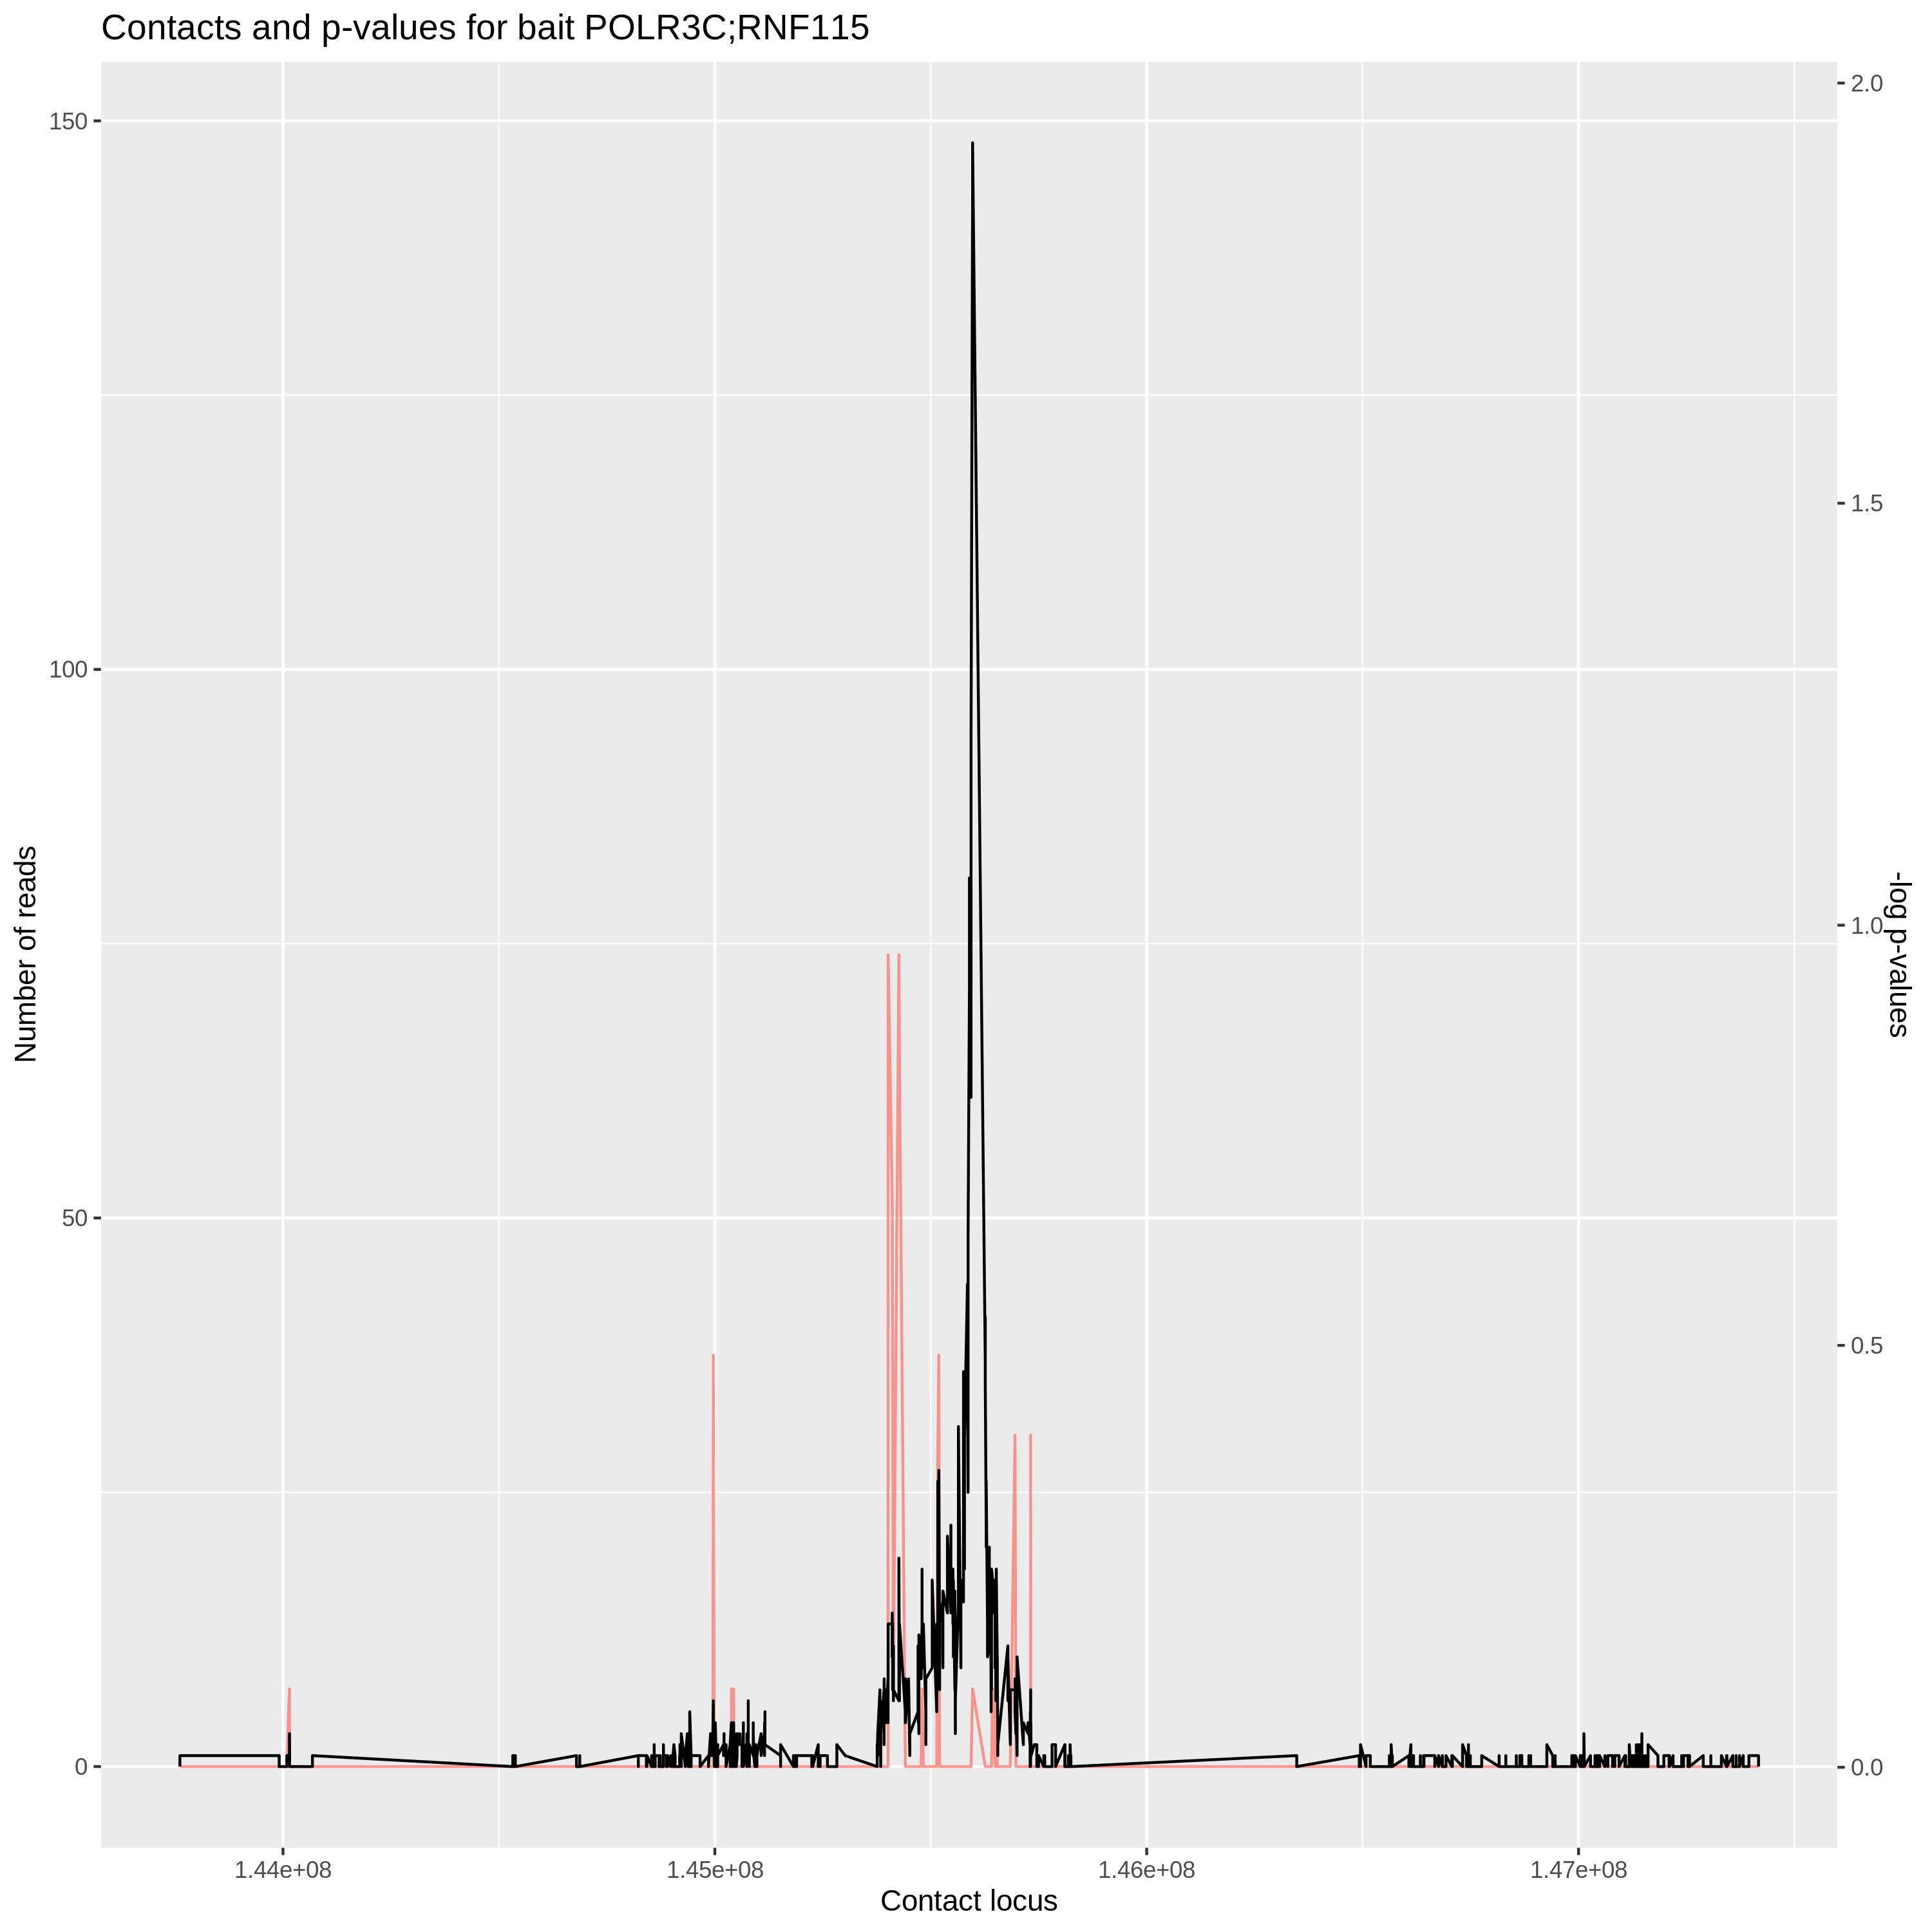 Contacts and p-values for bait POLR3C;RNF115
150
100
50
0
Number of reads
2.0
1.5
1.0
0.5
0.0
-log p-values
1.44e+08
1.45e+08
1.46e+08
1.47e+08
Contact locus